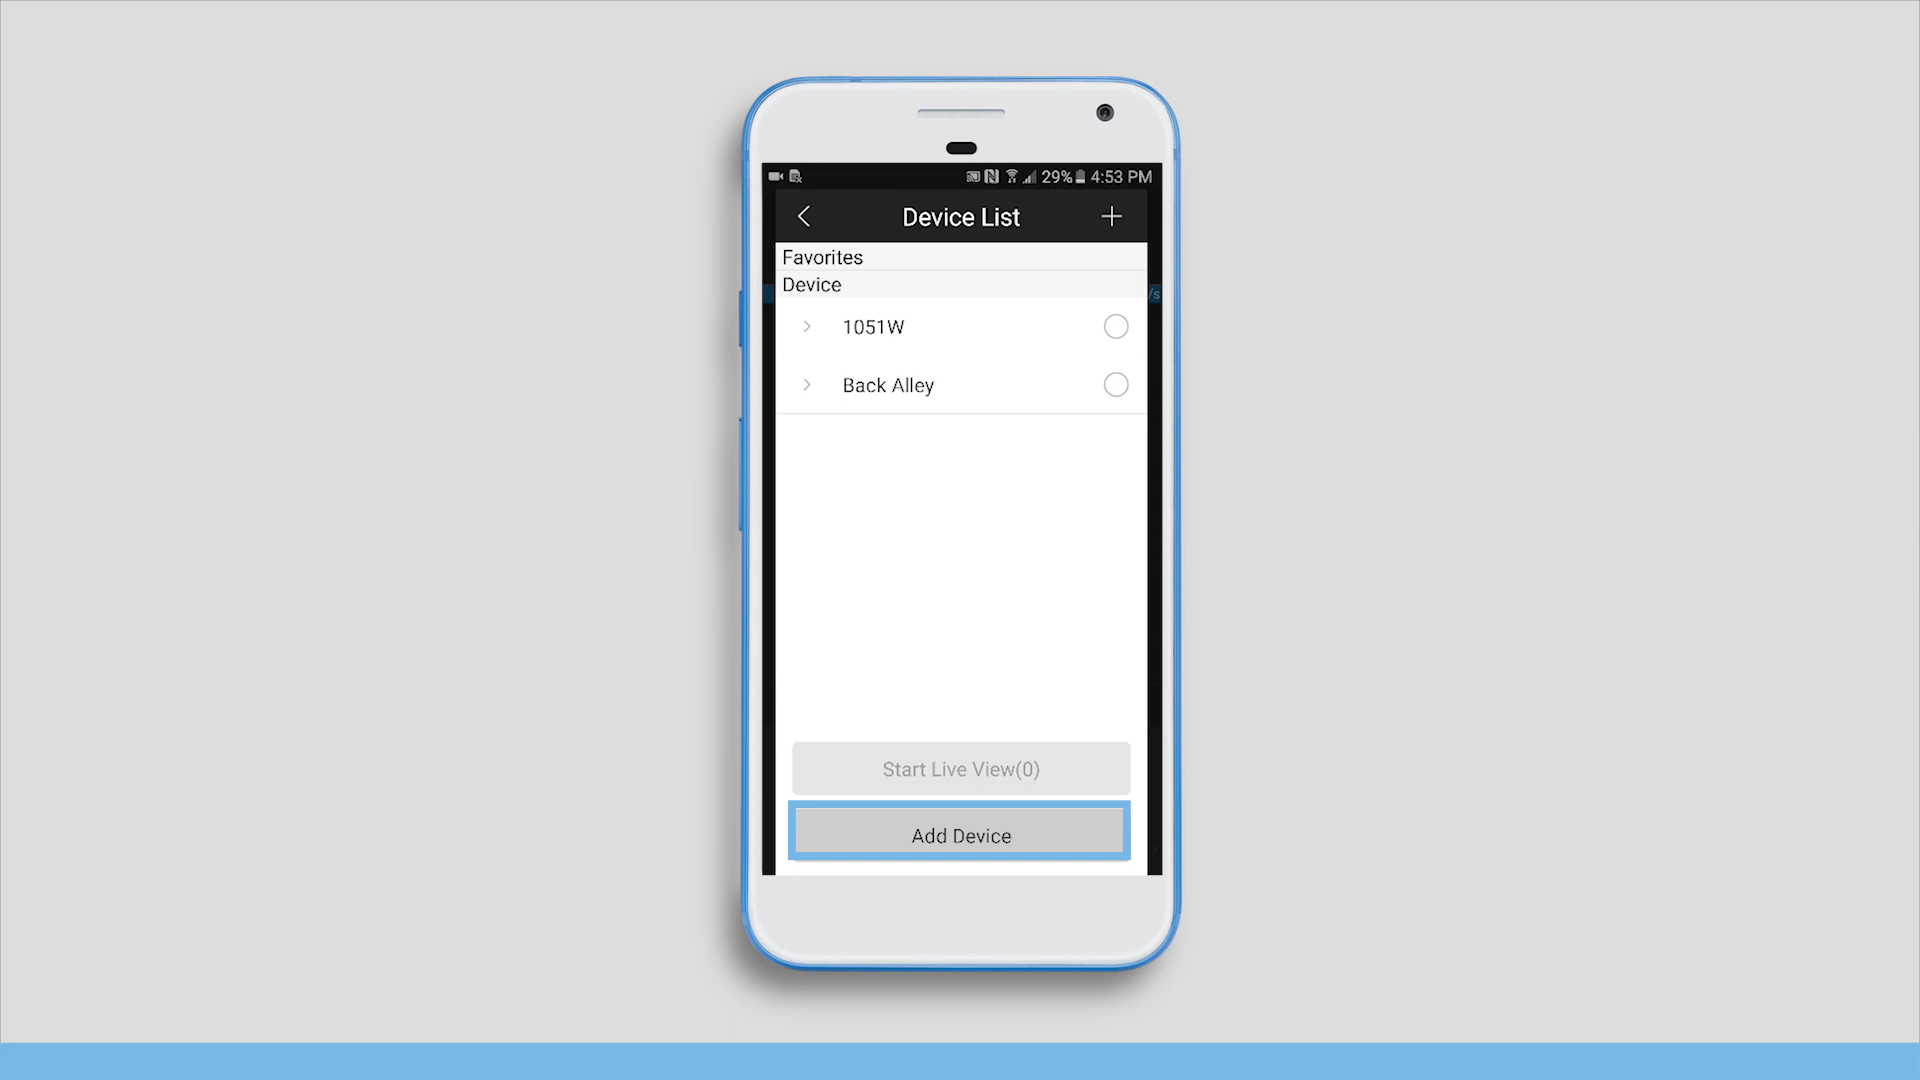 29% 4:53 PM
Device List
Favorites
Device
/s
1051W
Back Alley
Start Live View(0)
Add Device